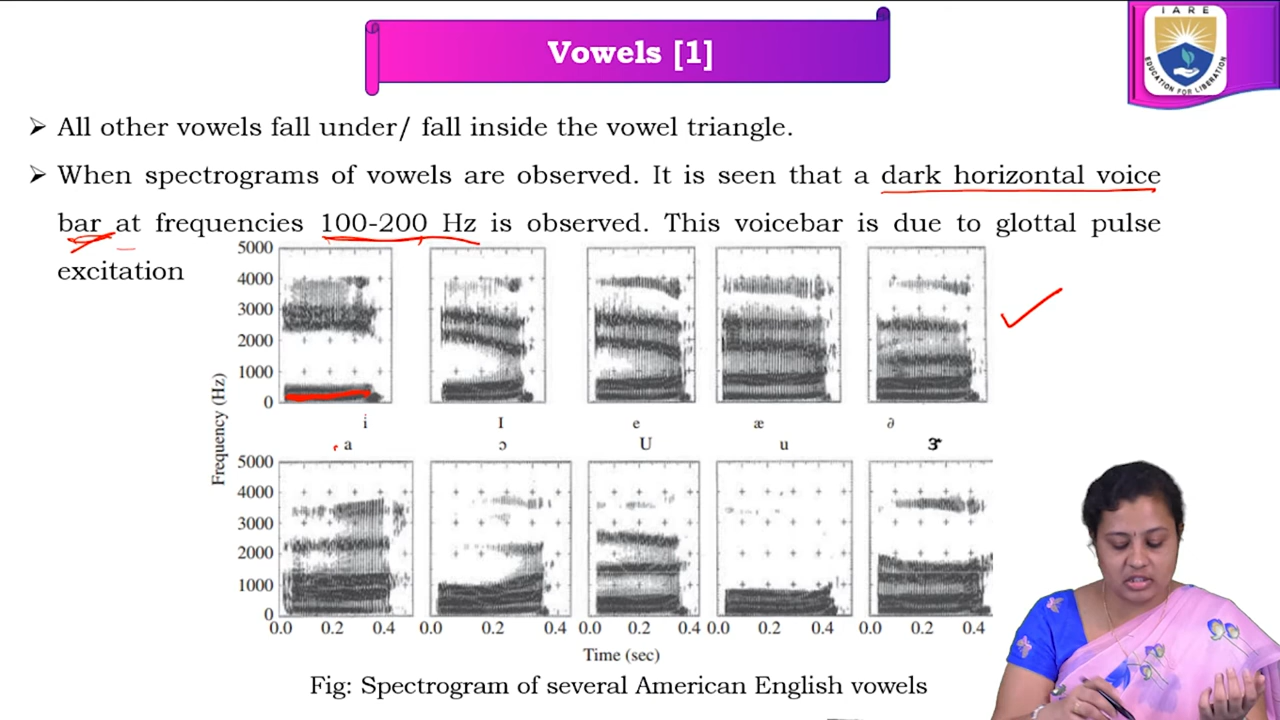 IARE
EDUCATION FOR LIBERATION
Vowels [1]
➢ All other vowels fall under/ fall inside the vowel triangle.
➢ When spectrograms of vowels are observed. It is seen that a dark horizontal voice
bar at frequencies 100-200 Hz is observed. This voicebar is due to glottal pulse
excitation
Frequency (Hz)
5000
4000
3000
2000
1000
0
i I e æ ∂
a ɔ U u ɝ
5000
4000
3000
2000
1000
0
0.0 0.2 0.4 0.0 0.2 0.4 0.0 0.2 0.4 0.0 0.2 0.4 0.0 0.2 0.4
Time (sec)
Fig: Spectrogram of several American English vowels